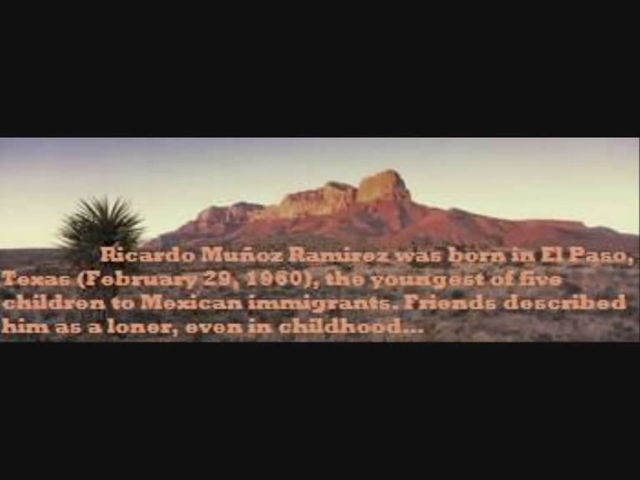 Ricardo Muñoz Ramirez was born in El Paso,
Texas (February 29, 1960), the youngest of five
children to Mexican immigrants. Friends described
him as a loner, even in childhood...